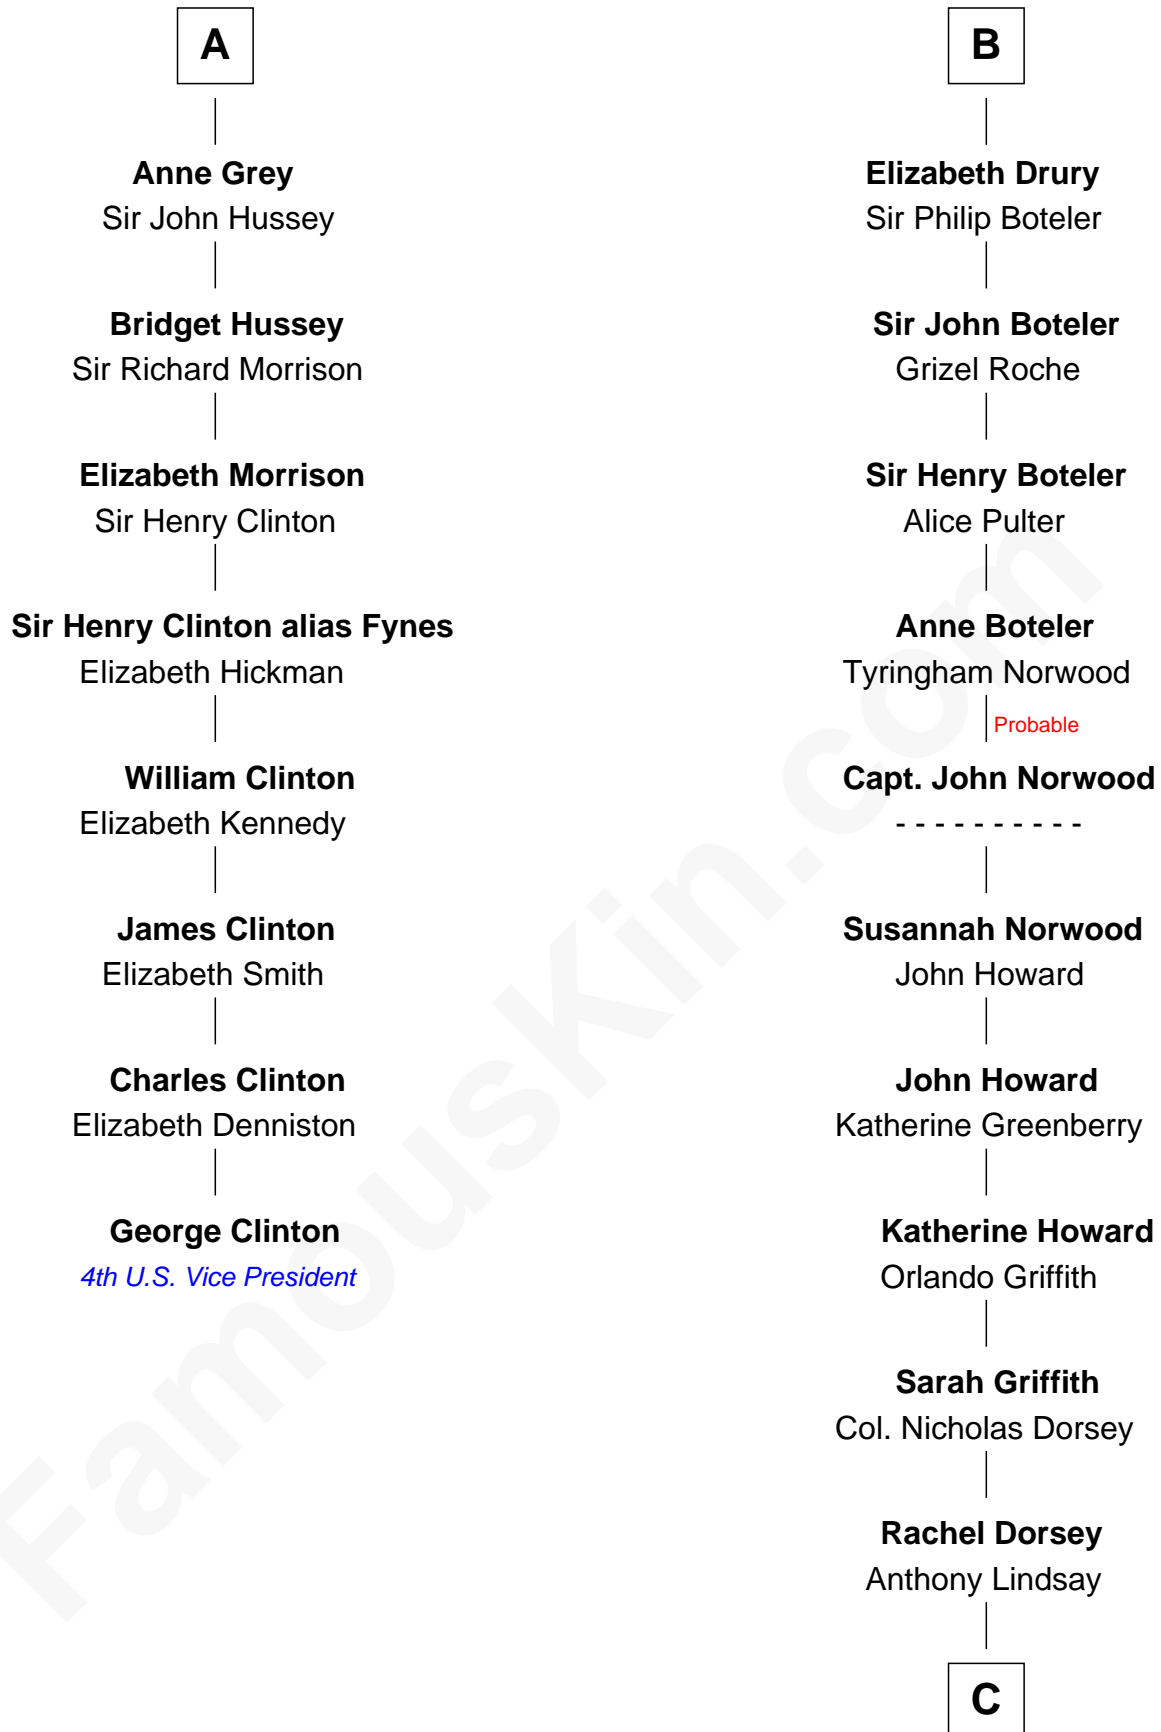 A
Anne Grey
Sir John Hussey
Bridget Hussey
Sir Richard Morrison
Elizabeth Morrison
Sir Henry Clinton
Sir Henry Clinton alias Fynes
Elizabeth Hickman
William Clinton
Elizabeth Kennedy
James Clinton
Elizabeth Smith
Charles Clinton
Elizabeth Denniston
George Clinton
4th U.S. Vice President
B
Elizabeth Drury
Sir Philip Boteler
Sir John Boteler
Grizel Roche
Sir Henry Boteler
Alice Pulter
Anne Boteler
Tyringham Norwood
Probable
Capt. John Norwood
- - - - - - - - - -
Susannah Norwood
John Howard
John Howard
Katherine Greenberry
Katherine Howard
Orlando Griffith
Sarah Griffith
Col. Nicholas Dorsey
Rachel Dorsey
Anthony Lindsay
C
FamousKin.com